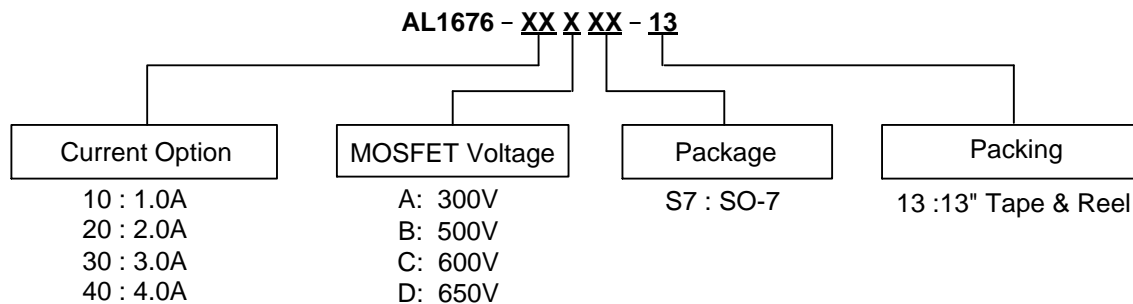 AL1676 – XX X XX – 13
Current Option
10 : 1.0A
20 : 2.0A
30 : 3.0A
40 : 4.0A
MOSFET Voltage
A: 300V
B: 500V
C: 600V
D: 650V
Package
S7 : SO-7
Packing
13 :13" Tape & Reel